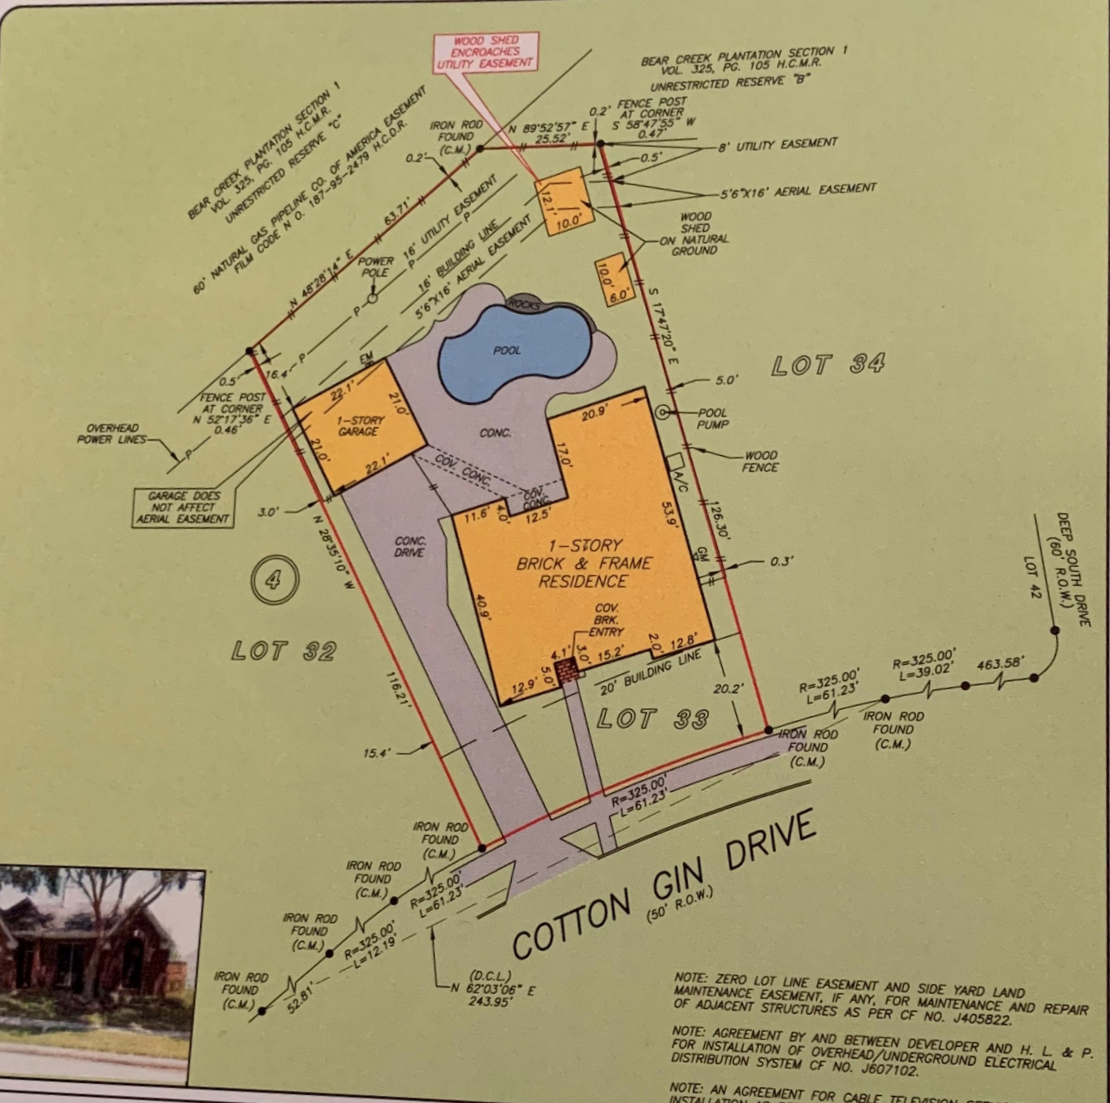 WOOD SHED
ENCROACHES
UTILITY EASEMENT
BEAR CREEK PLANTATION SECTION 1
VOL. 325, PG. 105 H.C.M.R.
UNRESTRICTED RESERVE "B"
BEAR CREEK PLANTATION SECTION 1
VOL. 325, PG. 105 H.C.M.R.
UNRESTRICTED RESERVE "C"
60' NATURAL GAS PIPELINE CO. OF AMERICA EASEMENT
FILM CODE N O. 187-95-2479 H.C.D.R.
IRON ROD
FOUND
(C.M.)
0.2'
N 89°52'57" E
25.52'
0.2'
FENCE POST
AT CORNER
S 58°47'55" W
0.47'
0.5'
8' UTILITY EASEMENT
5'6"X16' AERIAL EASEMENT
WOOD
SHED
ON NATURAL
GROUND
12.1'
10.0'
10.0'
6.0'
N 48°28'14" E
63.71'
16' UTILITY EASEMENT
P
P
P
P
P
POWER
POLE
16' BUILDING LINE
5'6"X16' AERIAL EASEMENT
ROCKS
POOL
S 17°47'20" E
126.30'
LOT 34
5.0'
POOL
PUMP
WOOD
FENCE
A/C
GM
0.3'
0.5'
16.4'
FENCE POST
AT CORNER
N 52°17'36" E
0.46'
OVERHEAD
POWER LINES
GARAGE DOES
NOT AFFECT
AERIAL EASEMENT
EM
22.1'
21.0'
1-STORY
GARAGE
21.0'
22.1'
3.0'
CONC.
COV. CONC.
COV.
CONC.
20.9'
17.0'
11.6'
4.0'
12.5'
53.9'
1-STORY
BRICK & FRAME
RESIDENCE
COV.
BRK.
ENTRY
40.9'
4.1'
3.0'
5.0'
15.2'
2.0'
12.8'
12.9'
20' BUILDING LINE
20.2'
CONC.
DRIVE
N 28°35'10" W
116.21'
15.4'
4
LOT 32
LOT 33
DEEP SOUTH DRIVE
(60' R.O.W.)
LOT 42
R=325.00'
L=61.23'
R=325.00'
L=39.02'
463.58'
IRON ROD
FOUND
(C.M.)
IRON ROD
FOUND
(C.M.)
R=325.00'
L=61.23'
IRON ROD
FOUND
(C.M.)
IRON ROD
FOUND
(C.M.)
R=325.00'
L=61.23'
IRON ROD
FOUND
(C.M.)
R=325.00'
L=12.19'
IRON ROD
FOUND
(C.M.)
52.81'
COTTON GIN DRIVE
(50' R.O.W.)
(D.C.L.)
N 62°03'06" E
243.95'
NOTE: ZERO LOT LINE EASEMENT AND SIDE YARD LAND
MAINTENANCE EASEMENT, IF ANY, FOR MAINTENANCE AND REPAIR
OF ADJACENT STRUCTURES AS PER CF NO. J405822.
NOTE: AGREEMENT BY AND BETWEEN DEVELOPER AND H. L. & P.
FOR INSTALLATION OF OVERHEAD/UNDERGROUND ELECTRICAL
DISTRIBUTION SYSTEM CF NO. J607102.
NOTE: AN AGREEMENT FOR CABLE TELEVISION